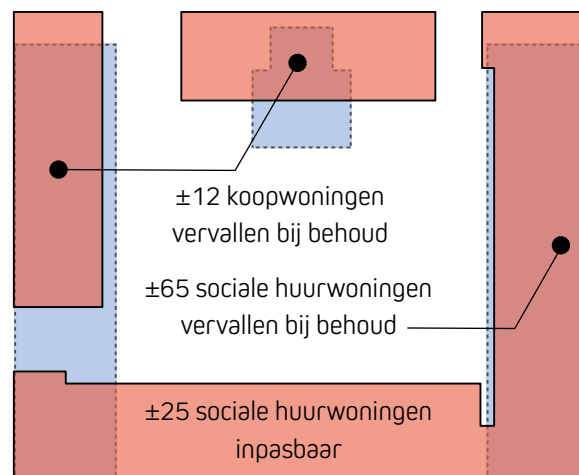 ±12 koopwoningen
vervallen bij behoud
±65 sociale huurwoningen
vervallen bij behoud
±25 sociale huurwoningen
inpasbaar